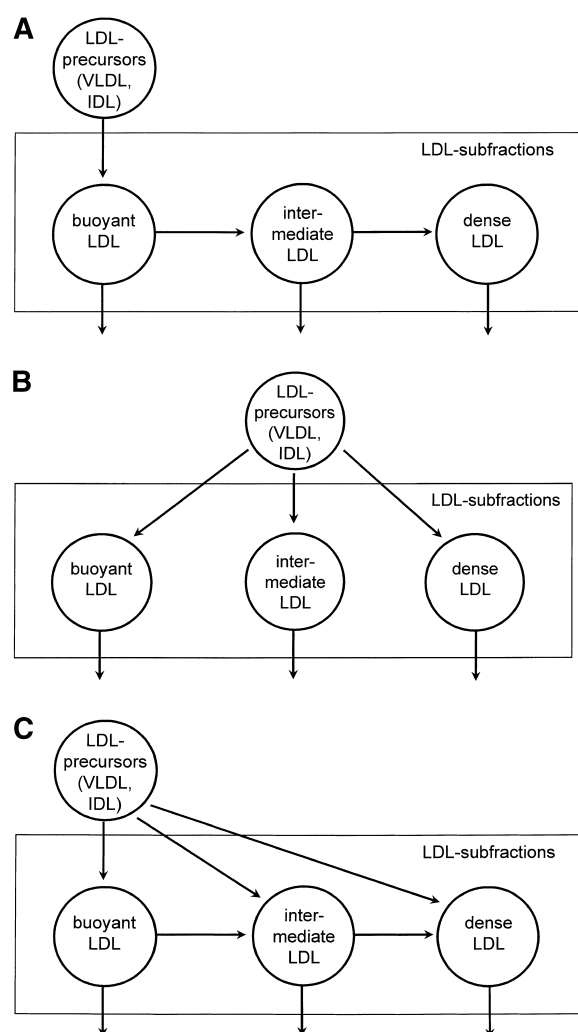 A
LDL-
precursors
(VLDL,
IDL)
LDL-subfractions
buoyant
LDL
inter-
mediate
LDL
dense
LDL
B
LDL-
precursors
(VLDL,
IDL)
LDL-subfractions
buoyant
LDL
inter-
mediate
LDL
dense
LDL
C
LDL-
precursors
(VLDL,
IDL)
LDL-subfractions
buoyant
LDL
inter-
mediate
LDL
dense
LDL